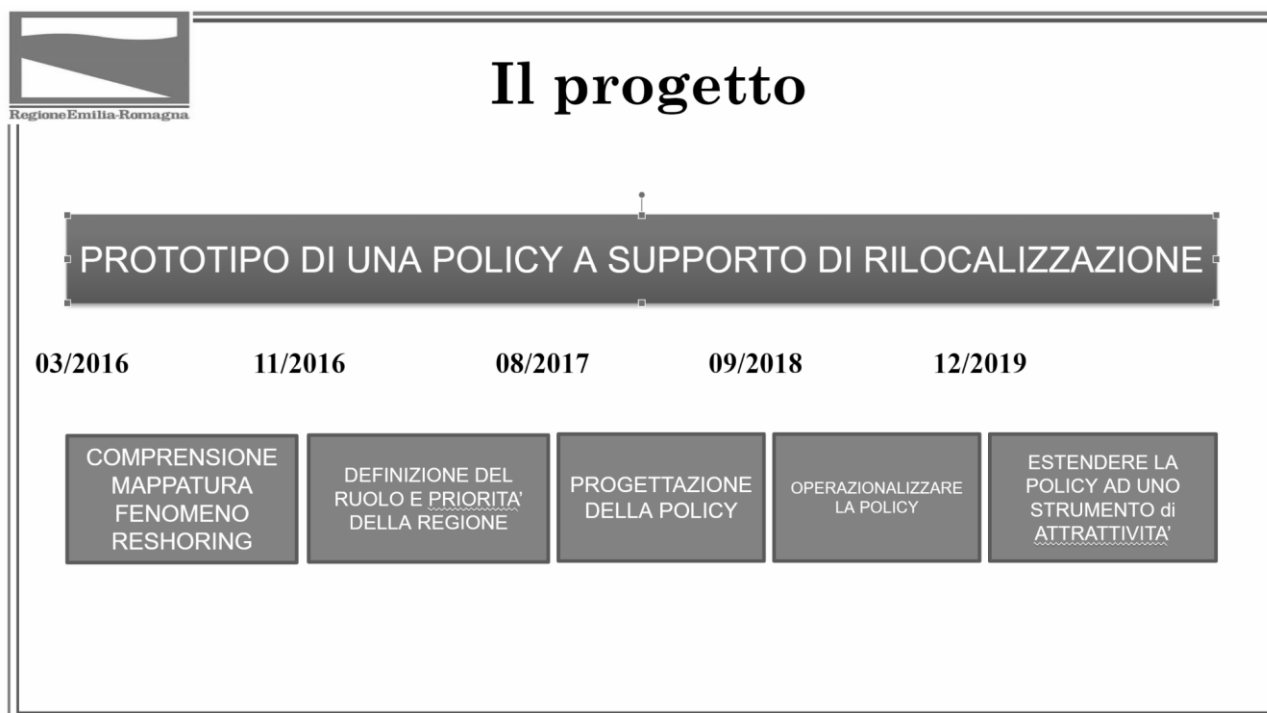 RegioneEmilia-Romagna
Il progetto
PROTOTIPO DI UNA POLICY A SUPPORTO DI RILOCALIZZAZIONE
03/2016
11/2016
08/2017
09/2018
12/2019
COMPRENSIONE
MAPPATURA
FENOMENO
RESHORING
DEFINIZIONE DEL
RUOLO E PRIORITA’
DELLA REGIONE
PROGETTAZIONE
DELLA POLICY
OPERAZIONALIZZARE
LA POLICY
ESTENDERE LA
POLICY AD UNO
STRUMENTO di
ATTRATTIVITA’